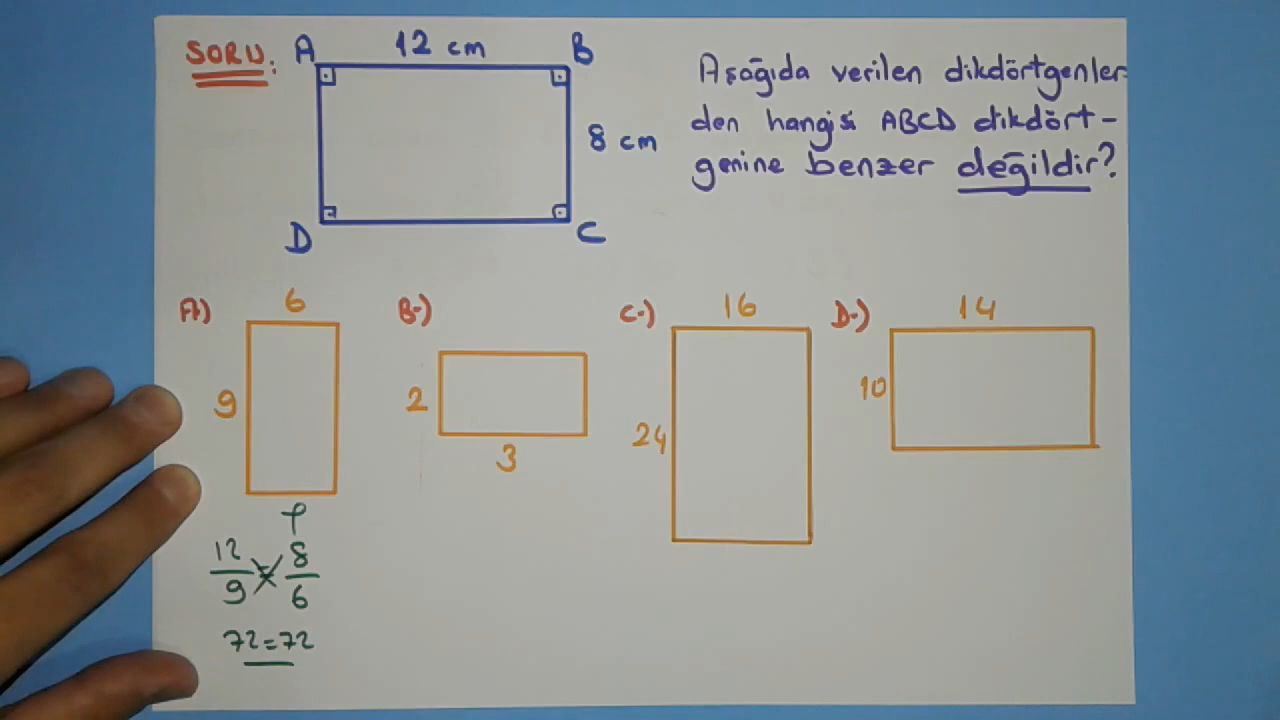 SORU:
A 12 cm B
8 cm
D C
Aşağıda verilen dikdörtgenler-
den hangisi ABCD dikdört-
genine benzer değildir?
A)
6
9
B-)
2
3
C-)
16
24
D-)
14
10
?
12/9 = 8/6
72=72